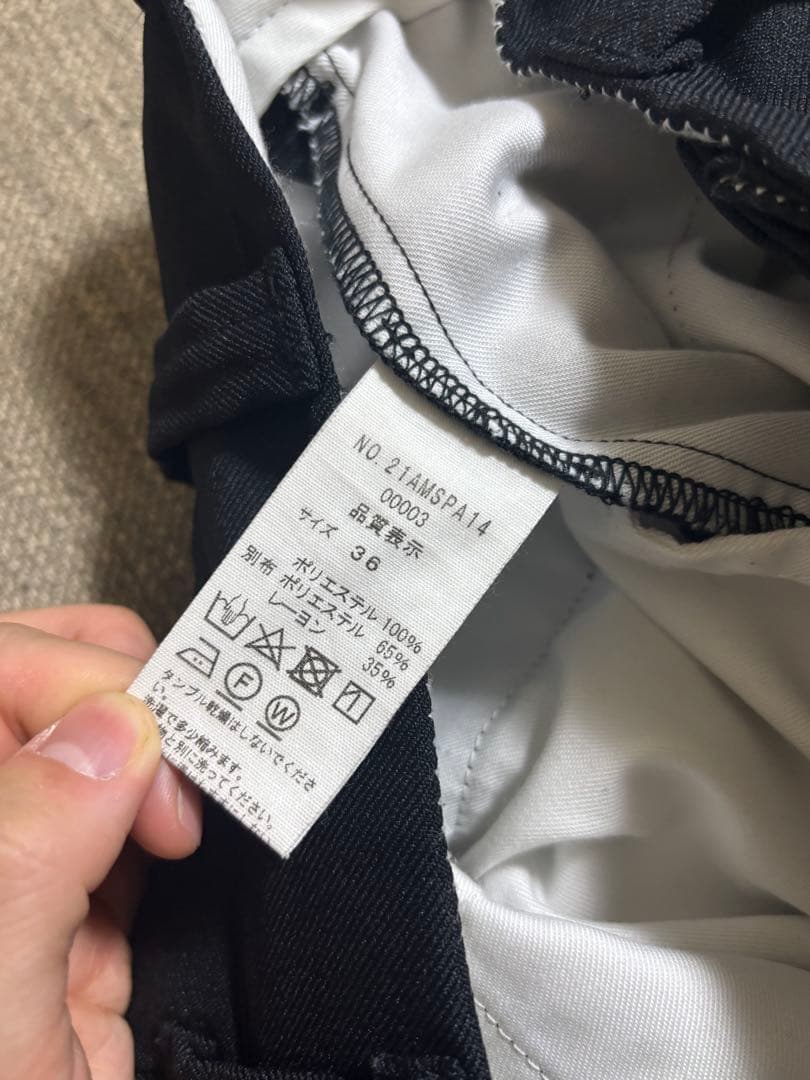 NO.21AMSPA14
00003
品質表示
サイズ 36
ポリエステル 100%
別布 ポリエステル 65%
レーヨン 35%
F W
タンブル乾燥はしないでくださ
い。
洗濯で多少縮みます。
物と別に洗ってください。